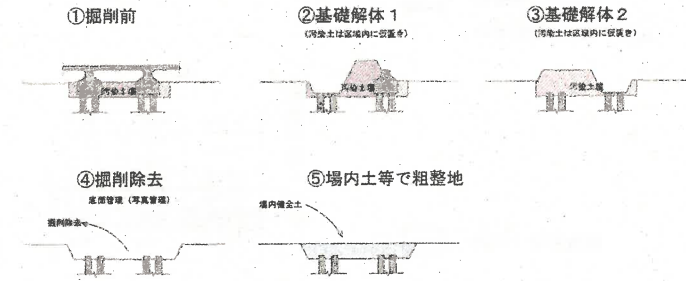 ①掘削前
汚染土壌
②基礎解体1
(汚染土は区域内に仮置き)
汚染土壌
③基礎解体2
(汚染土は区域内に仮置き)
汚染土壌
④掘削除去
底面管理(写真管理)
掘削除去
⑤場内土等で粗整地
場内健全土